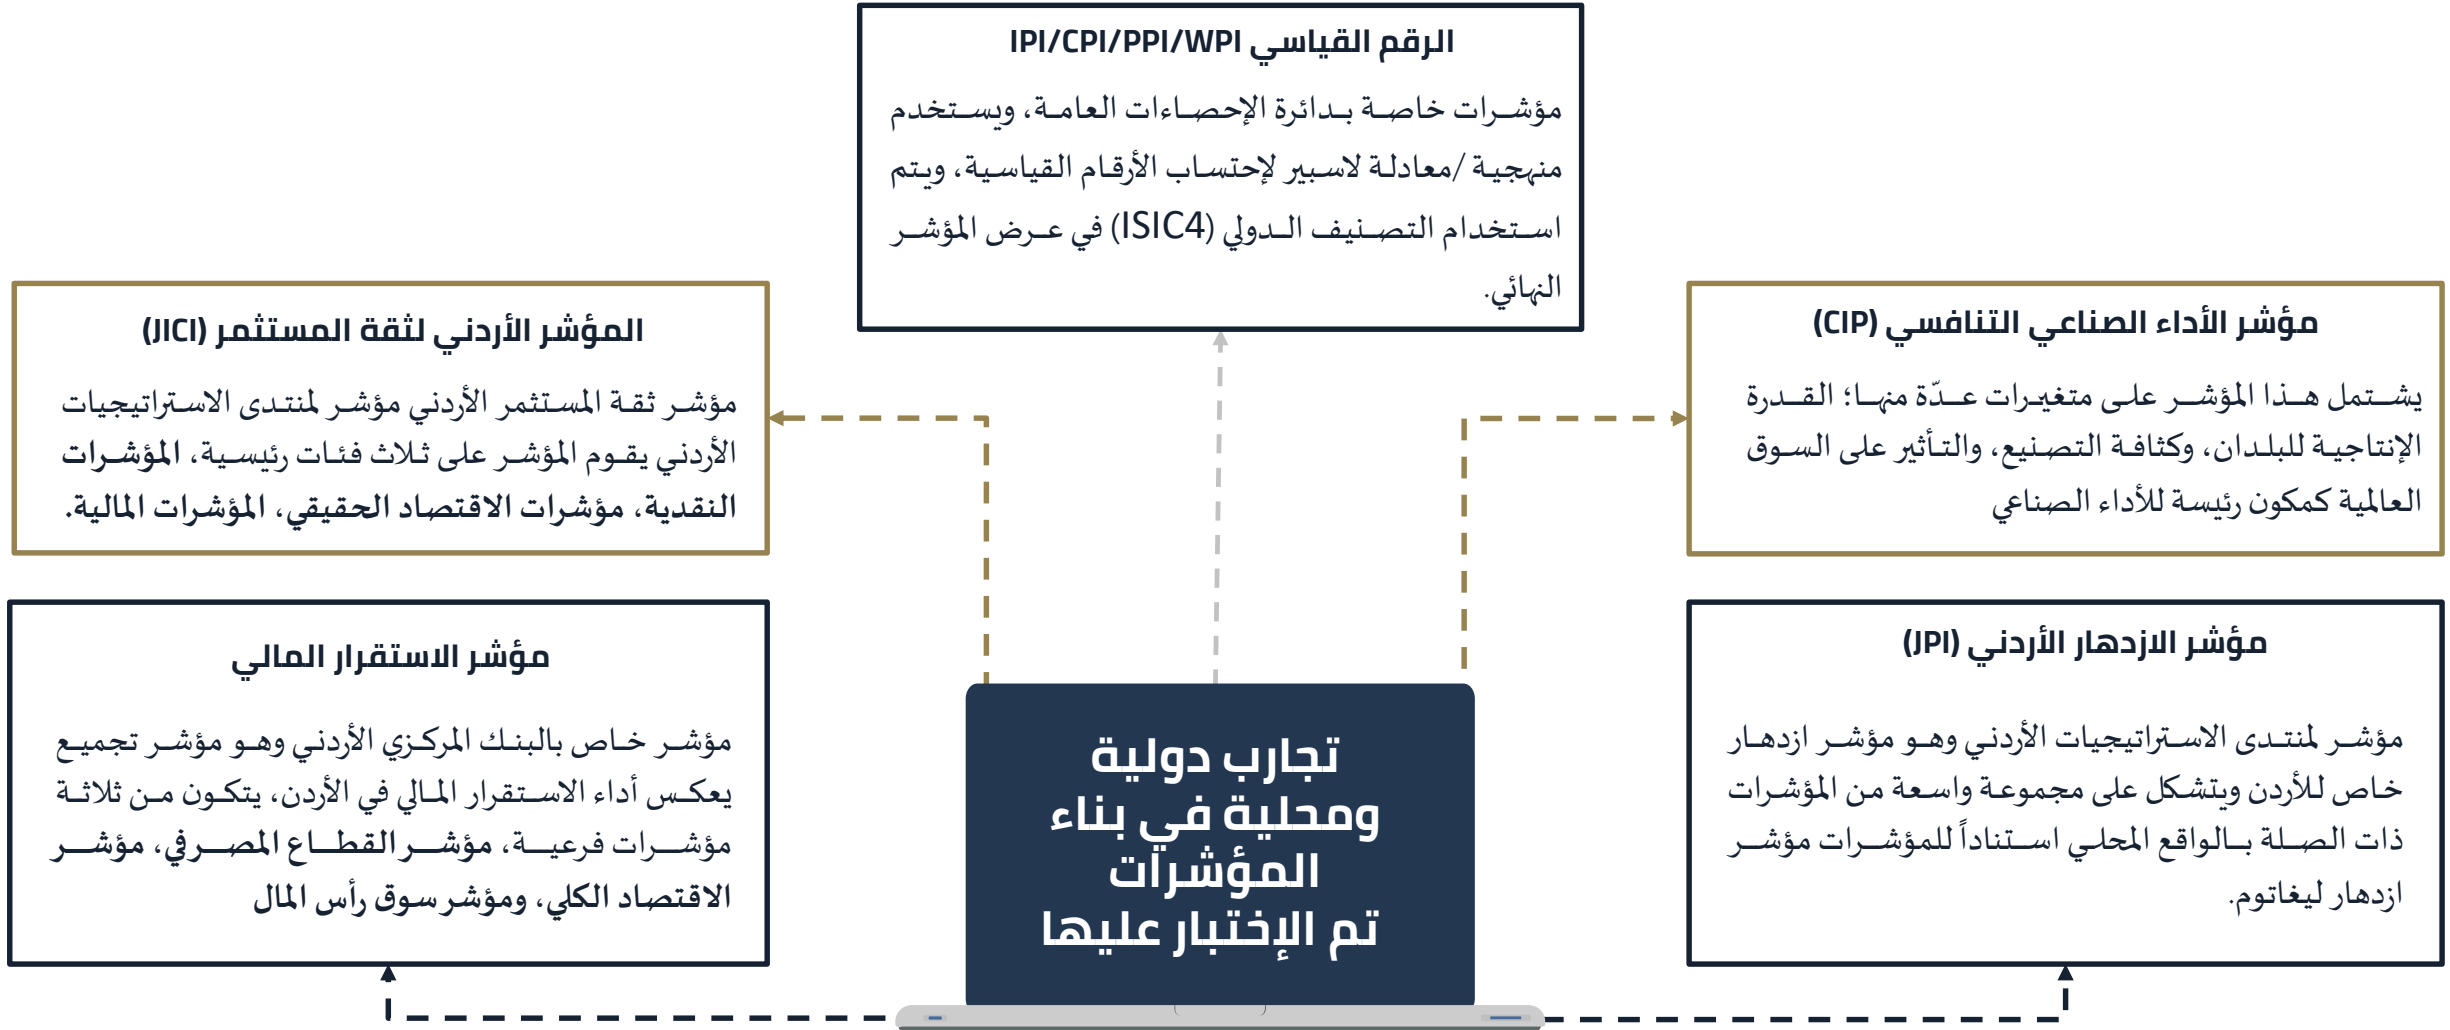 الرقم القياسي IPI/CPI/PPI/WPI
مؤشرات خاصة بدائرة الإحصاءات العامة، ويستخدم
منهجية /معادلة لاسبير لإحتساب الأرقام القياسية، ويتم
استخدام التصنيف الدولي (ISIC4) في عرض المؤشر
النهائي.
مؤشر الأداء الصناعي التنافسي (CIP)
يشتمل هذا المؤشر على متغيرات عدّة منها؛ القدرة
الإنتاجية للبلدان، وكثافة التصنيع، والتأثير على السوق
العالمية كمكون رئيسة للأداء الصناعي
المؤشر الأردني لثقة المستثمر (JICI)
مؤشر ثقة المستثمر الأردني مؤشر لمنتدى الاستراتيجيات
الأردني يقوم المؤشر على ثلاث فئات رئيسية، المؤشرات
النقدية، مؤشرات الاقتصاد الحقيقي، المؤشرات المالية.
مؤشر الازدهار الأردني (JPI)
مؤشر لمنتدى الاستراتيجيات الأردني وهو مؤشر ازدهار
خاص للأردن ويتشكل على مجموعة واسعة من المؤشرات
ذات الصلة بالواقع المحلي استناداً للمؤشرات مؤشر
ازدهار ليغاتوم.
مؤشر الاستقرار المالي
مؤشر خاص بالبنك المركزي الأردني وهو مؤشر تجميع
يعكس أداء الاستقرار المالي في الأردن، يتكون من ثلاثة
مؤشرات فرعية، مؤشر القطاع المصرفي، مؤشر
الاقتصاد الكلي، ومؤشر سوق رأس المال
تجارب دولية
ومحلية في بناء
المؤشرات
تم الإختبار عليها